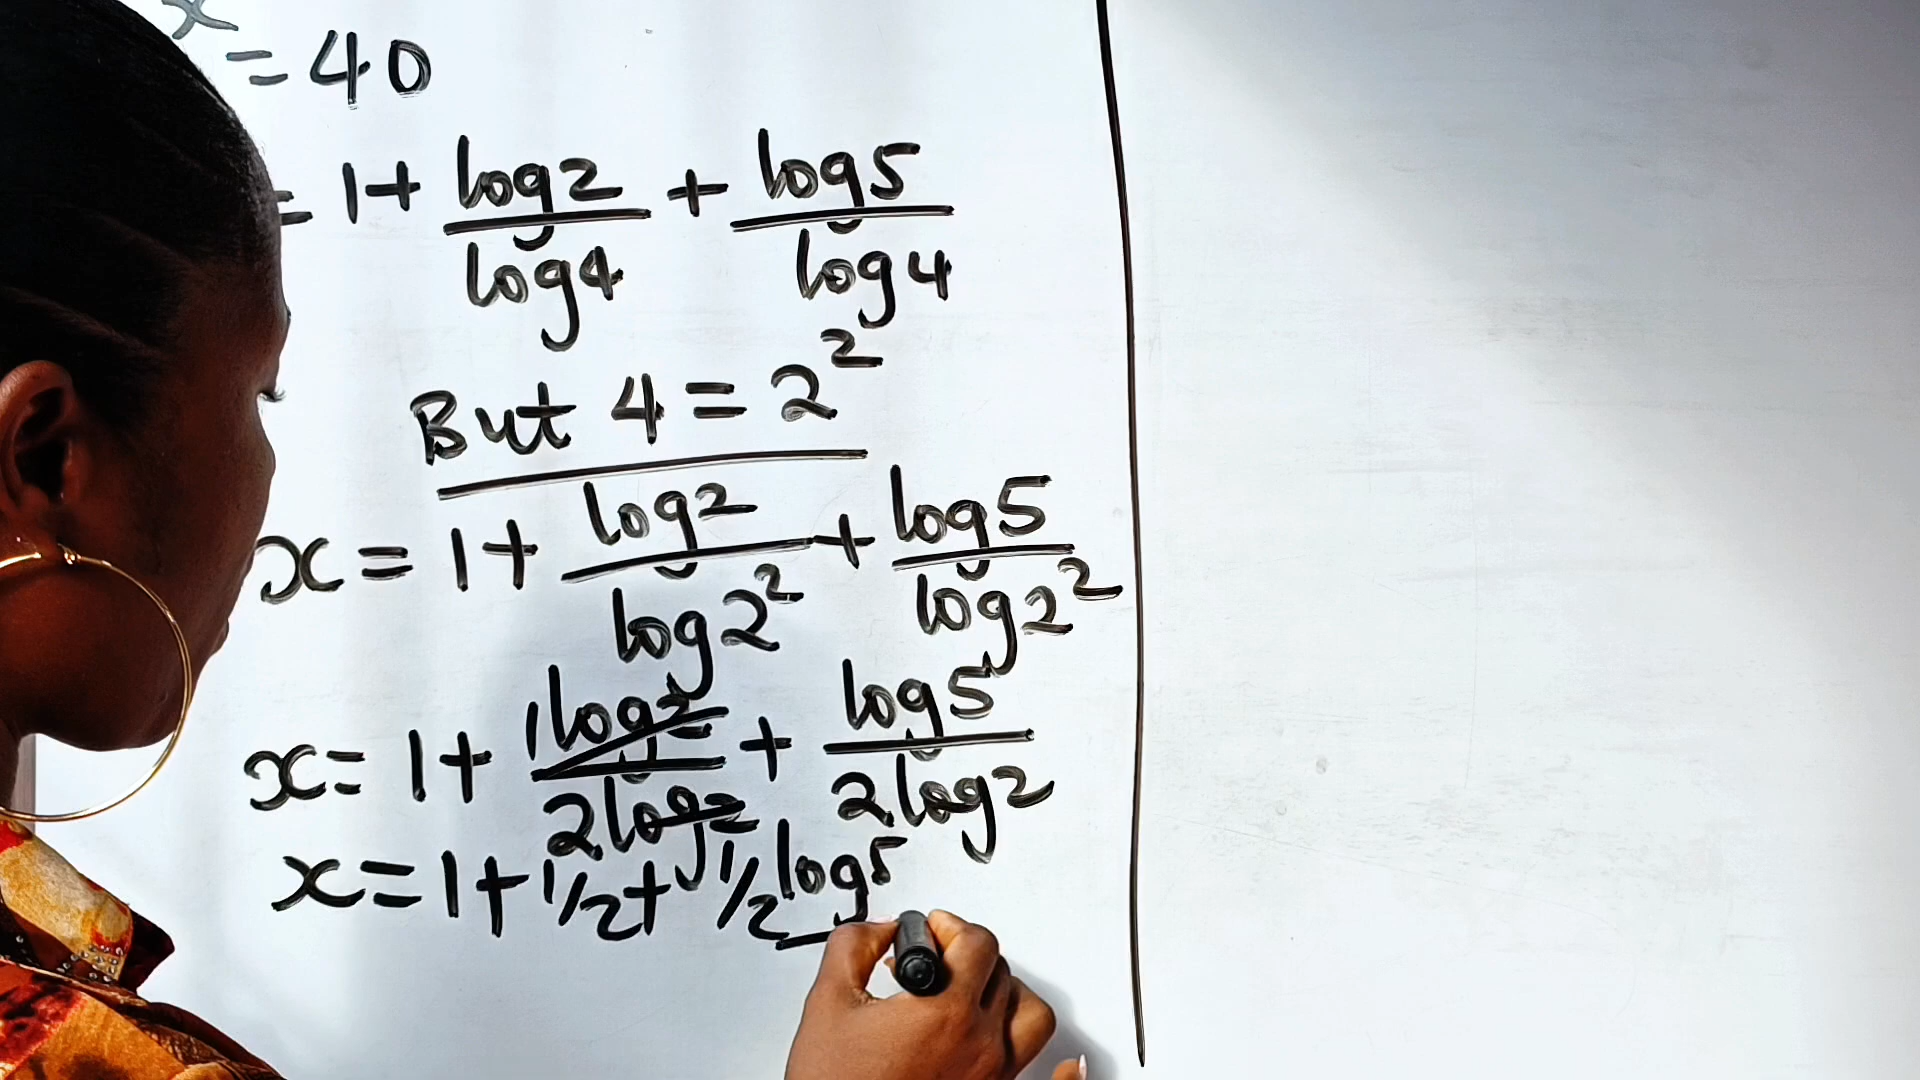 x
= 40
= 1 + log2/log4 + log5/log4
But 4 = 2²
x = 1 + log2/log2² + log5/log2²
x = 1 + 1log2/2log2 + log5/2log2
x = 1 + 1/2 + 1/2 log5